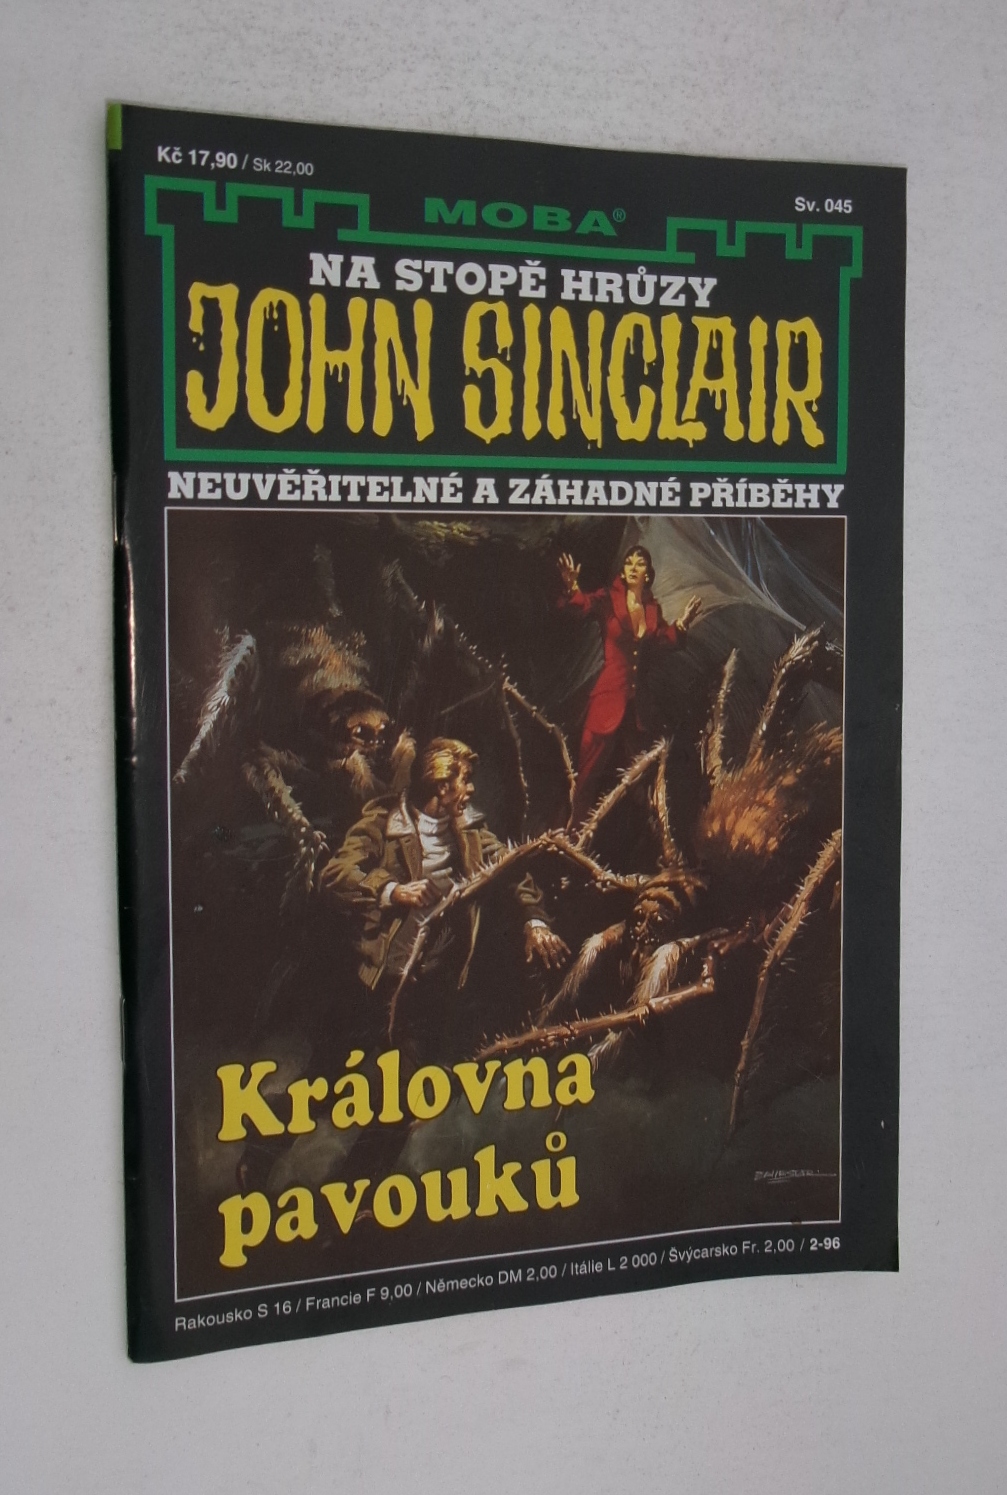 Kč 17,90 / Sk 22,00
Sv. 045
MOBA®
NA STOPĚ HRŮZY
JOHN SINCLAIR
NEUVĚŘITELNÉ A ZÁHADNÉ PŘÍBĚHY
Královna
pavouků
Rakousko S 16 / Francie F 9,00 / Německo DM 2,00 / Itálie L 2 000 / Švýcarsko Fr. 2,00 / 2-96